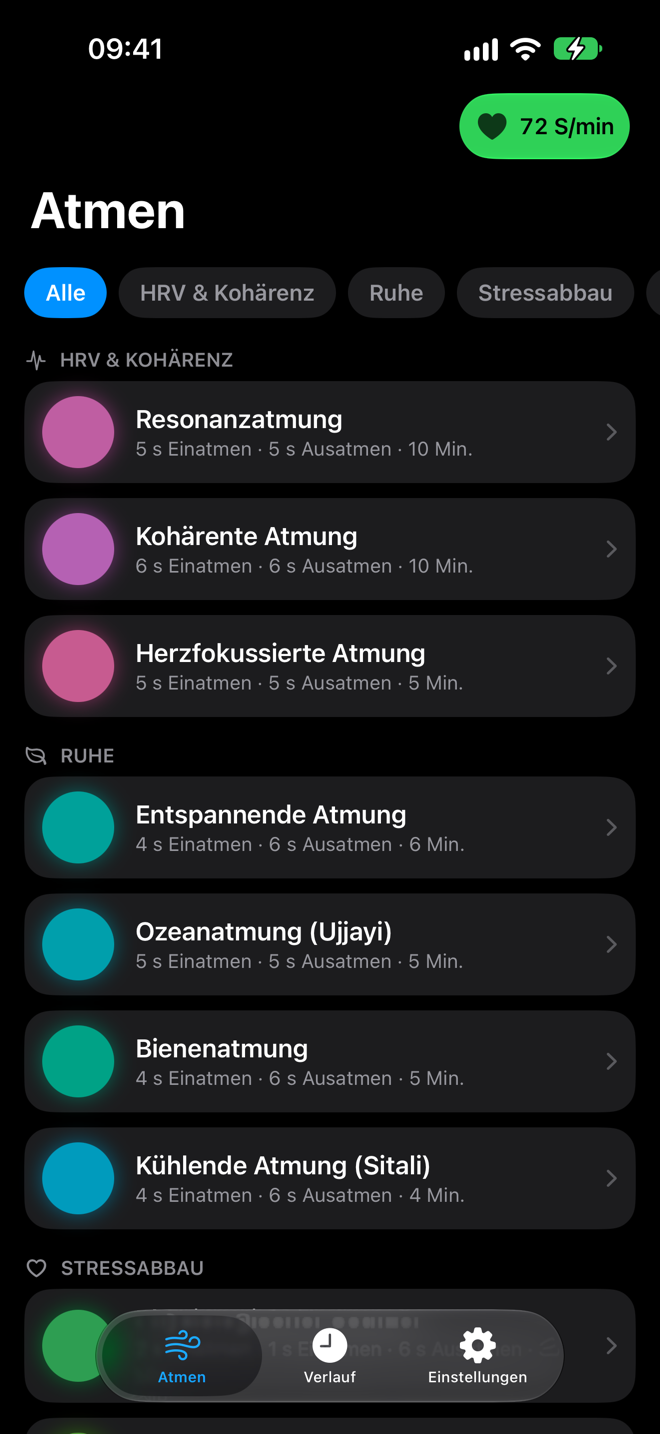 09:41
72 S/min
Atmen
Alle
HRV & Kohärenz
Ruhe
Stressabbau
HRV & KOHÄRENZ
Resonanzatmung
5 s Einatmen · 5 s Ausatmen · 10 Min.
Kohärente Atmung
6 s Einatmen · 6 s Ausatmen · 10 Min.
Herzfokussierte Atmung
5 s Einatmen · 5 s Ausatmen · 5 Min.
RUHE
Entspannende Atmung
4 s Einatmen · 6 s Ausatmen · 6 Min.
Ozeanatmung (Ujjayi)
5 s Einatmen · 5 s Ausatmen · 5 Min.
Bienenatmung
4 s Einatmen · 6 s Ausatmen · 5 Min.
Kühlende Atmung (Sitali)
4 s Einatmen · 6 s Ausatmen · 4 Min.
STRESSABBAU
Atmen
Verlauf
Einstellungen